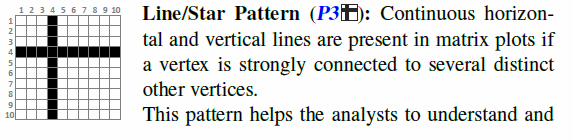 1 2 3 4 5 6 7 8 9 10
1
2
3
4
5
6
7
8
9
10
Line/Star Pattern (P3): Continuous horizon-
tal and vertical lines are present in matrix plots if
a vertex is strongly connected to several distinct
other vertices.
This pattern helps the analysts to understand and